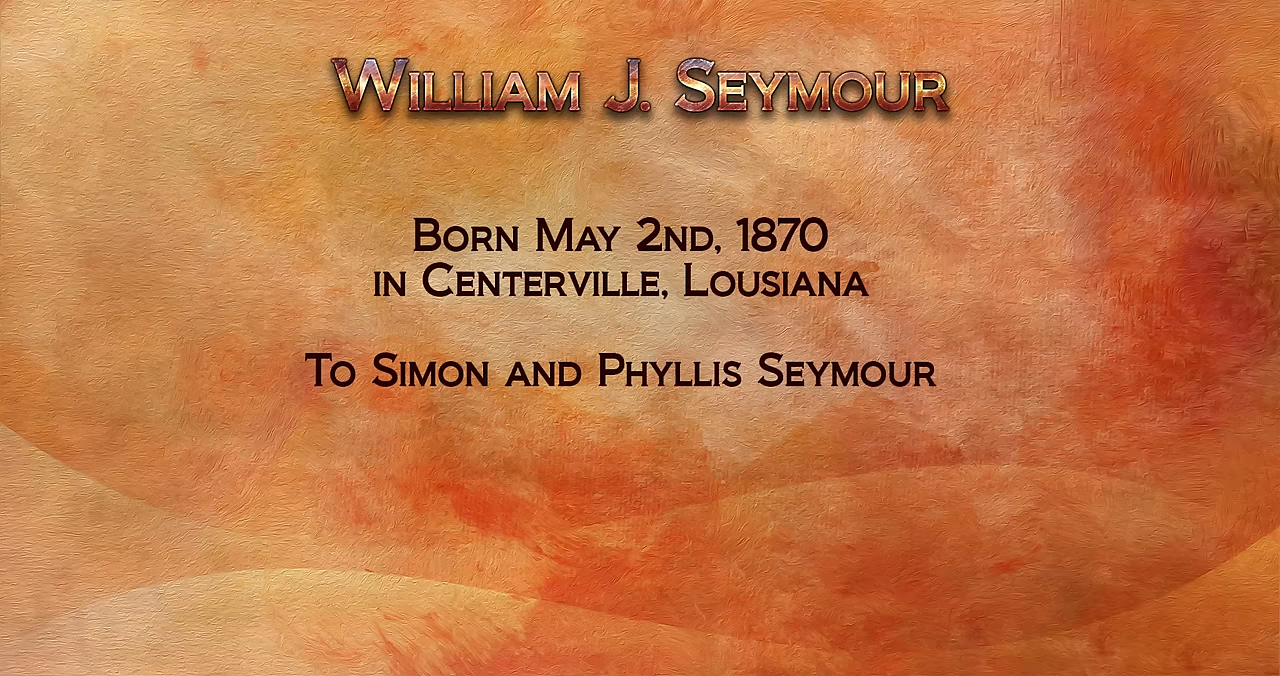 William J. Seymour
Born May 2nd, 1870
in Centerville, Lousiana
To Simon and Phyllis Seymour